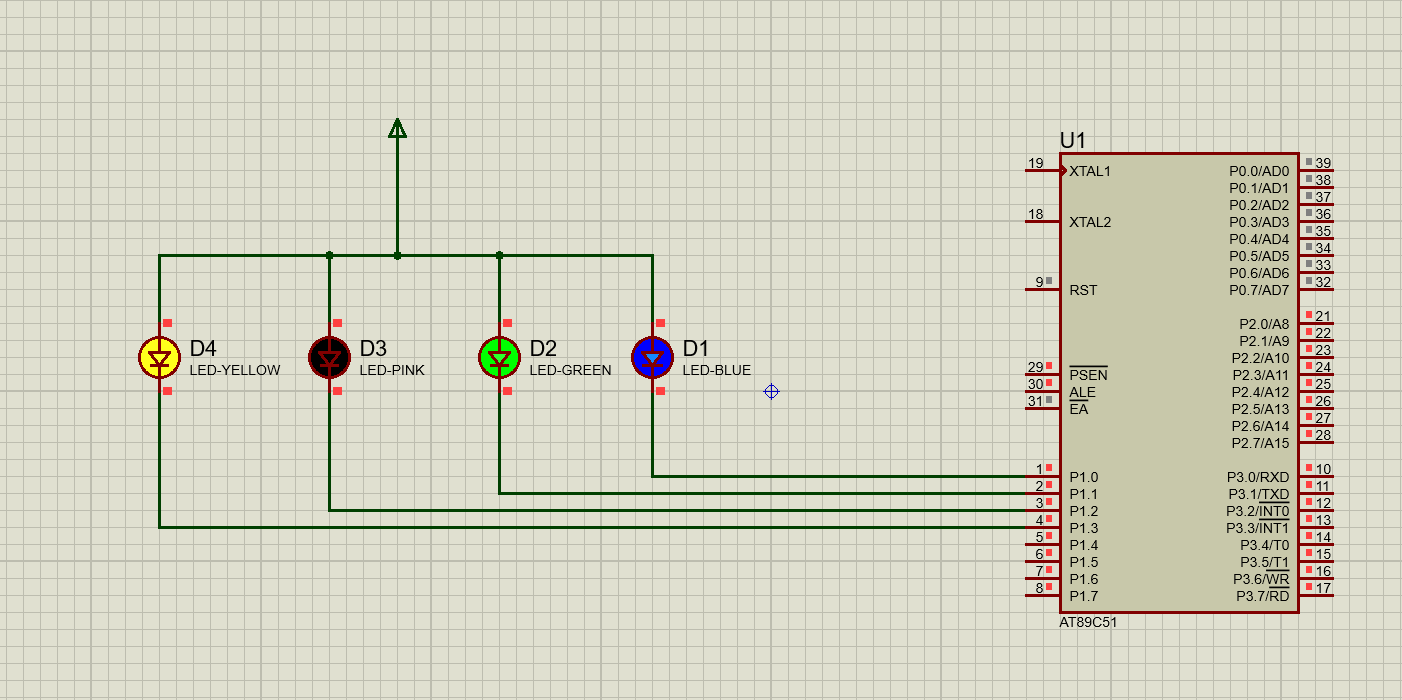 D4
LED-YELLOW
D3
LED-PINK
D2
LED-GREEN
D1
LED-BLUE
U1
19 XTAL1
18 XTAL2
9 RST
29 PSEN
30 ALE
31 EA
1 P1.0
2 P1.1
3 P1.2
4 P1.3
5 P1.4
6 P1.5
7 P1.6
8 P1.7
P0.0/AD0 39
P0.1/AD1 38
P0.2/AD2 37
P0.3/AD3 36
P0.4/AD4 35
P0.5/AD5 34
P0.6/AD6 33
P0.7/AD7 32
P2.0/A8 21
P2.1/A9 22
P2.2/A10 23
P2.3/A11 24
P2.4/A12 25
P2.5/A13 26
P2.6/A14 27
P2.7/A15 28
P3.0/RXD 10
P3.1/TXD 11
P3.2/INT0 12
P3.3/INT1 13
P3.4/T0 14
P3.5/T1 15
P3.6/WR 16
P3.7/RD 17
AT89C51